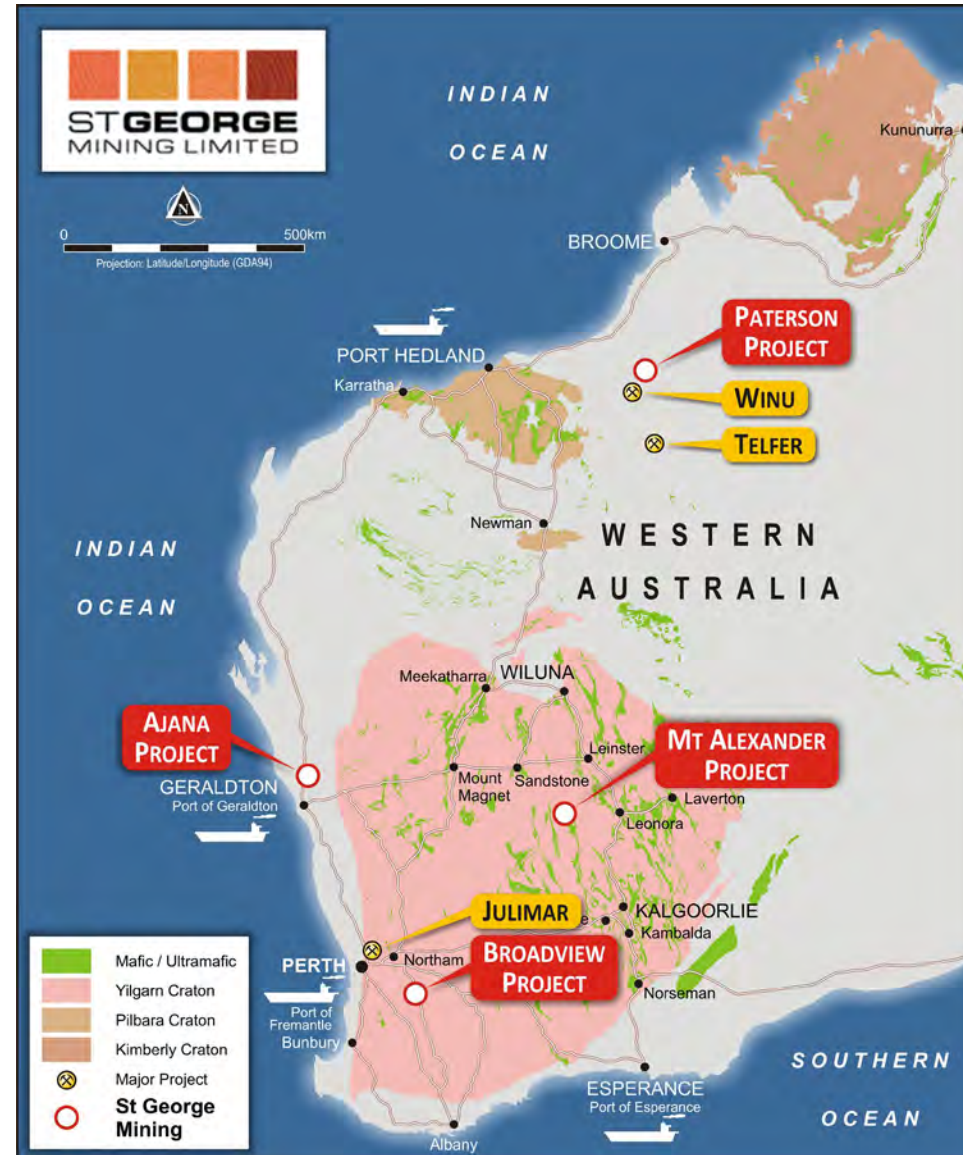 STGEORGE
MINING LIMITED
N
0 500km
Projection: Latitude/Longitude (GDA94)
INDIAN
OCEAN
Kununurra
BROOME
PATERSON
PROJECT
WINU
TELFER
PORT HEDLAND
Karratha
Newman
WESTERN
AUSTRALIA
INDIAN
OCEAN
Meekatharra
WILUNA
AJANA
PROJECT
GERALDTON
Port of Geraldton
Mount
Magnet
Sandstone
Leinster
MT ALEXANDER
PROJECT
Laverton
Leonora
JULIMAR
KALGOORLIE
Kambalda
PERTH
Northam
BROADVIEW
PROJECT
Norseman
Port of
Fremantle
Bunbury
ESPERANCE
Port of Esperance
Albany
SOUTHERN
OCEAN
Mafic / Ultramafic
Yilgarn Craton
Pilbara Craton
Kimberly Craton
Major Project
St George
Mining